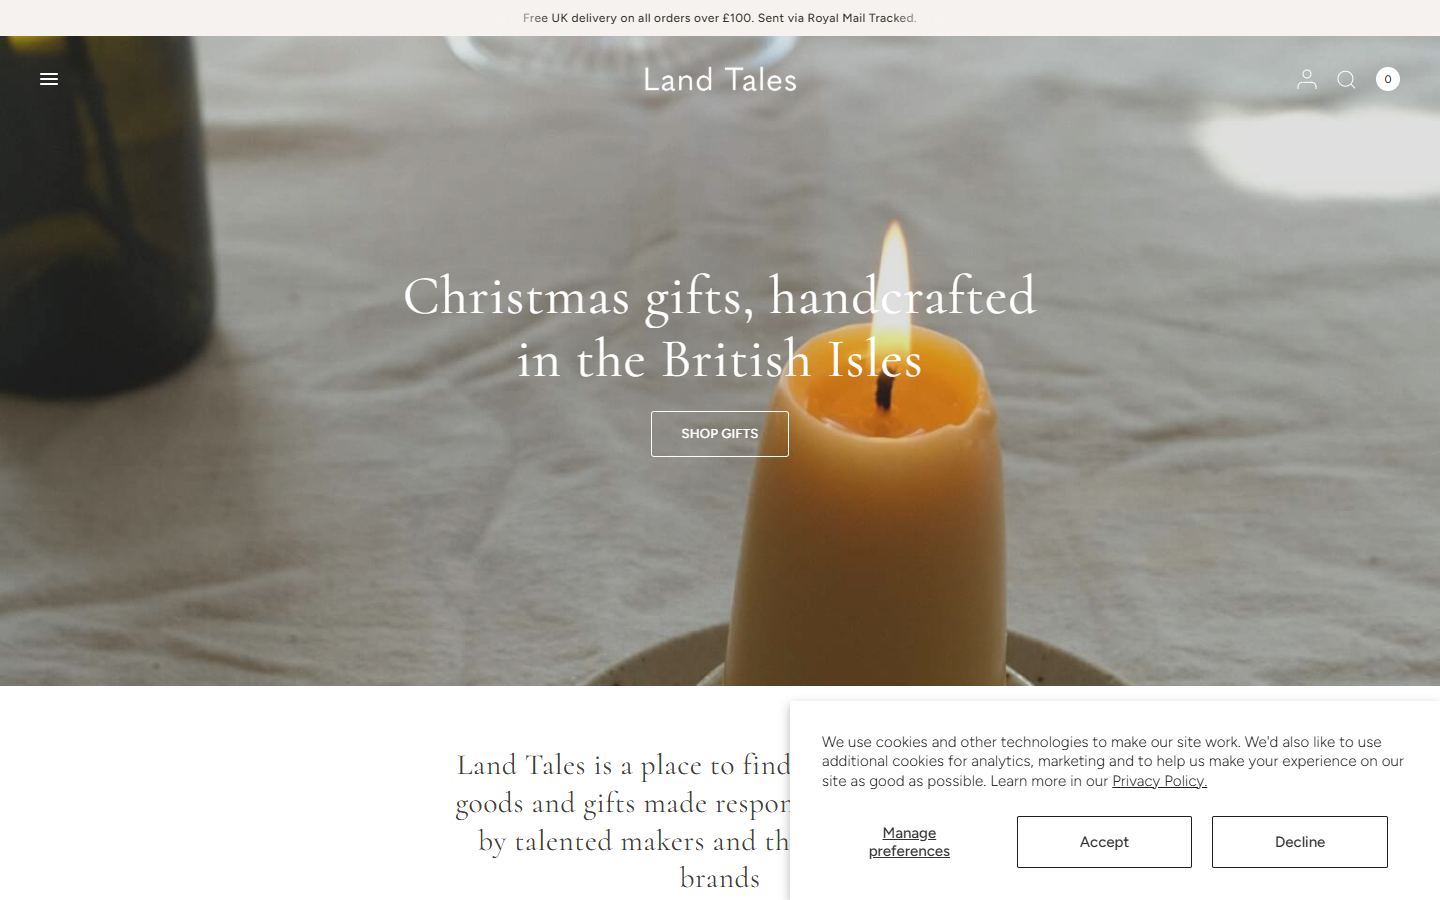 Free UK delivery on all orders over £100. Sent via Royal Mail Tracked.
Land Tales
0
Christmas gifts, handcrafted
in the British Isles
SHOP GIFTS
Land Tales is a place to find
goods and gifts made
by talented makers and
brands
We use cookies and other technologies to make our site work. We'd also like to use
additional cookies for analytics, marketing and to help us make your experience on our
site as good as possible. Learn more in our Privacy Policy.
Manage
preferences
Accept
Decline